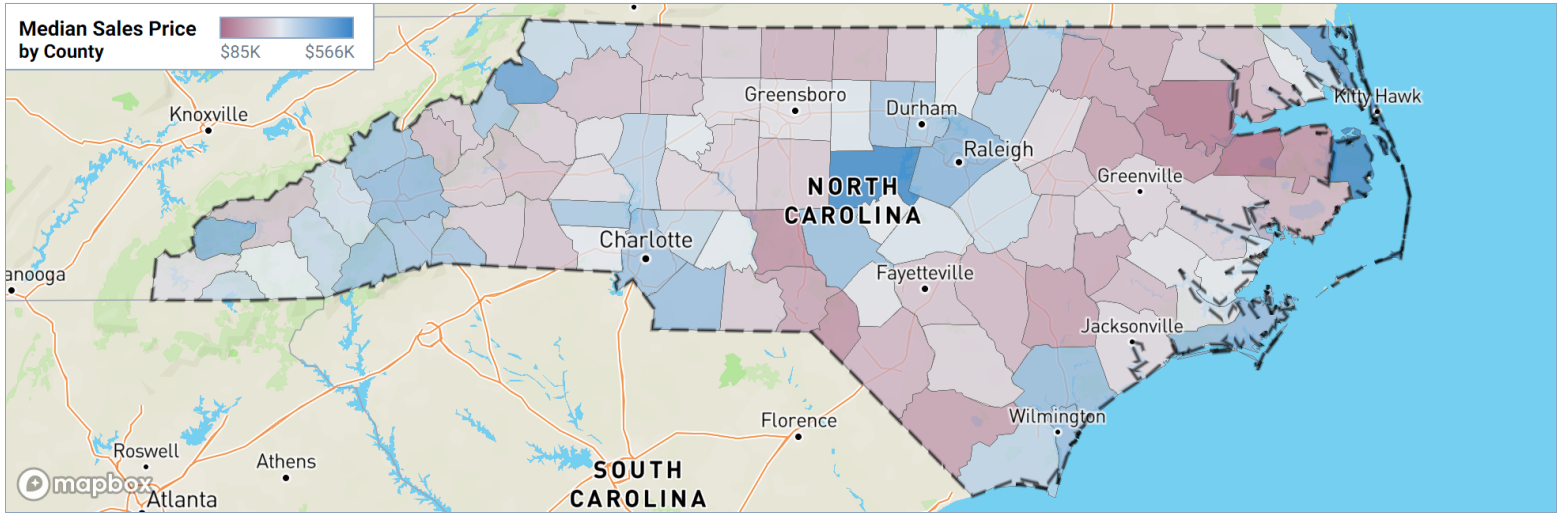 Median Sales Price
by County
$85K $566K
Knoxville
Greensboro
Durham
Kitty Hawk
Raleigh
Greenville
NORTH
CAROLINA
Charlotte
Fayetteville
anooga
Jacksonville
Wilmington
Florence
Roswell
Athens
SOUTH
CAROLINA
mapbox
Atlanta